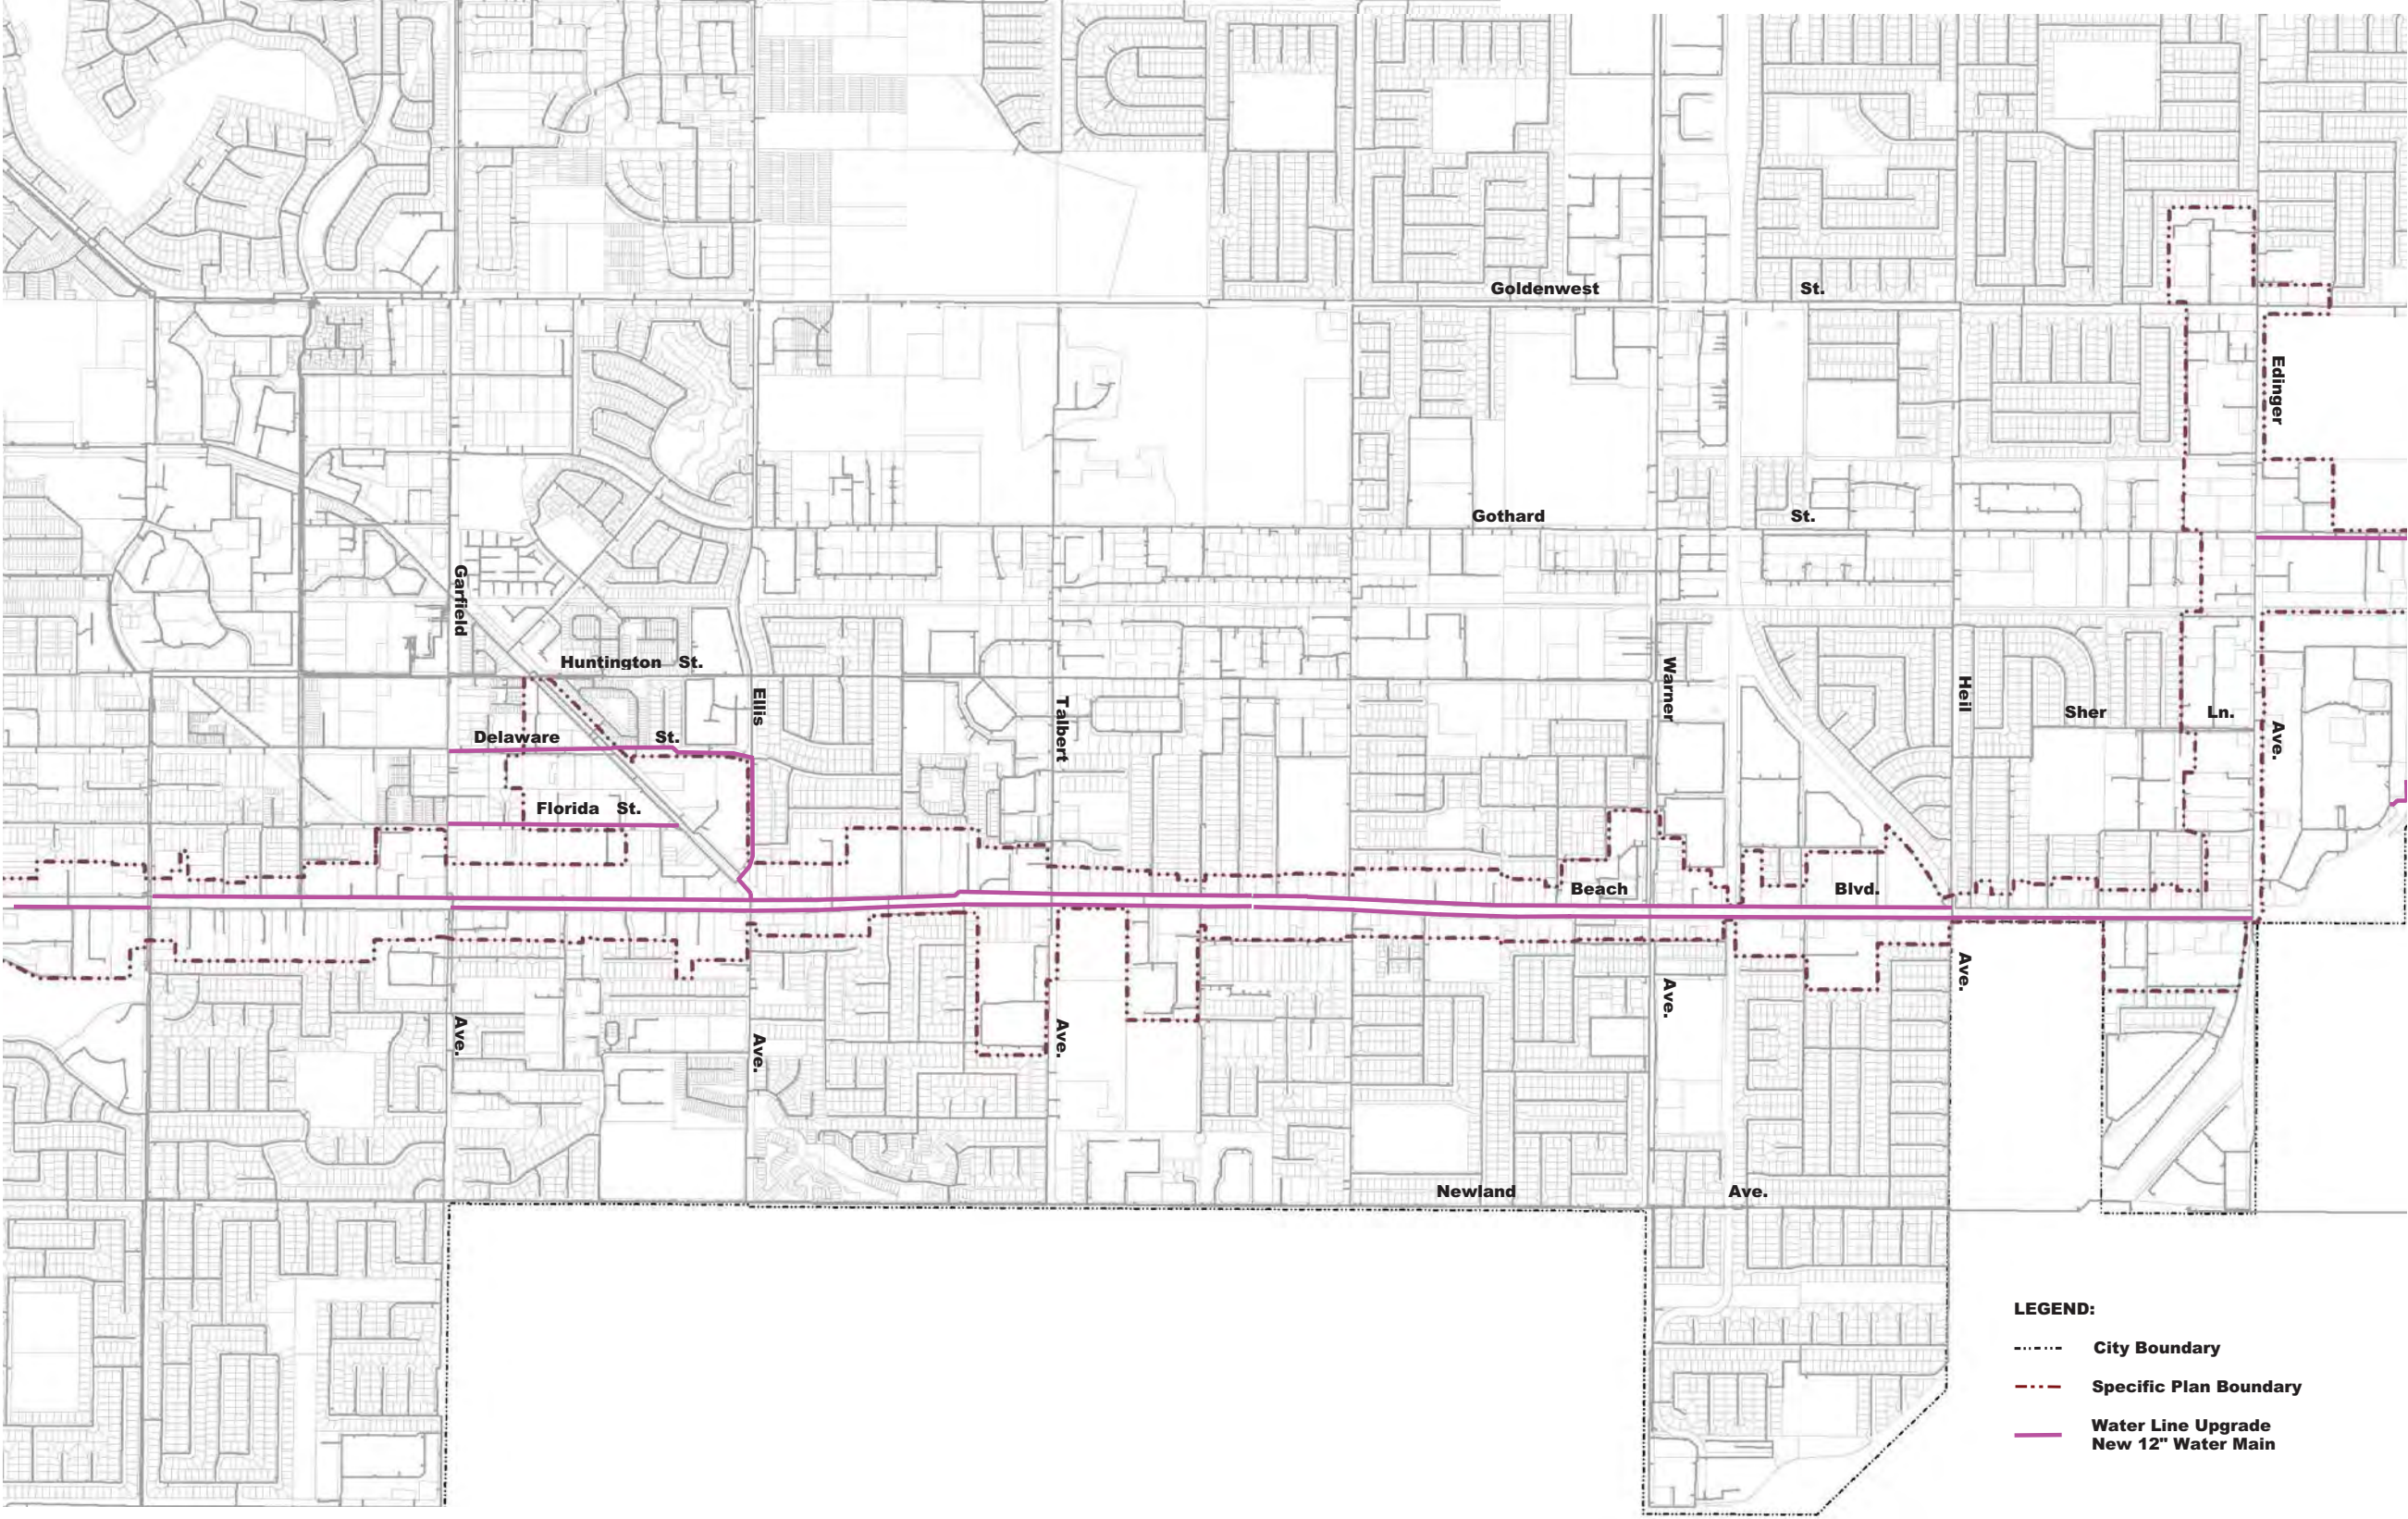 Goldenwest St.
Edinger
Gothard St.
Garfield
Huntington St.
Warner
Heil
Ellis
Talbert
Sher Ln.
Delaware St.
Ave.
Florida St.
Beach Blvd.
Ave.
Ave.
Ave.
Ave.
Ave.
Newland Ave.
LEGEND:
City Boundary
Specific Plan Boundary
Water Line Upgrade
New 12" Water Main